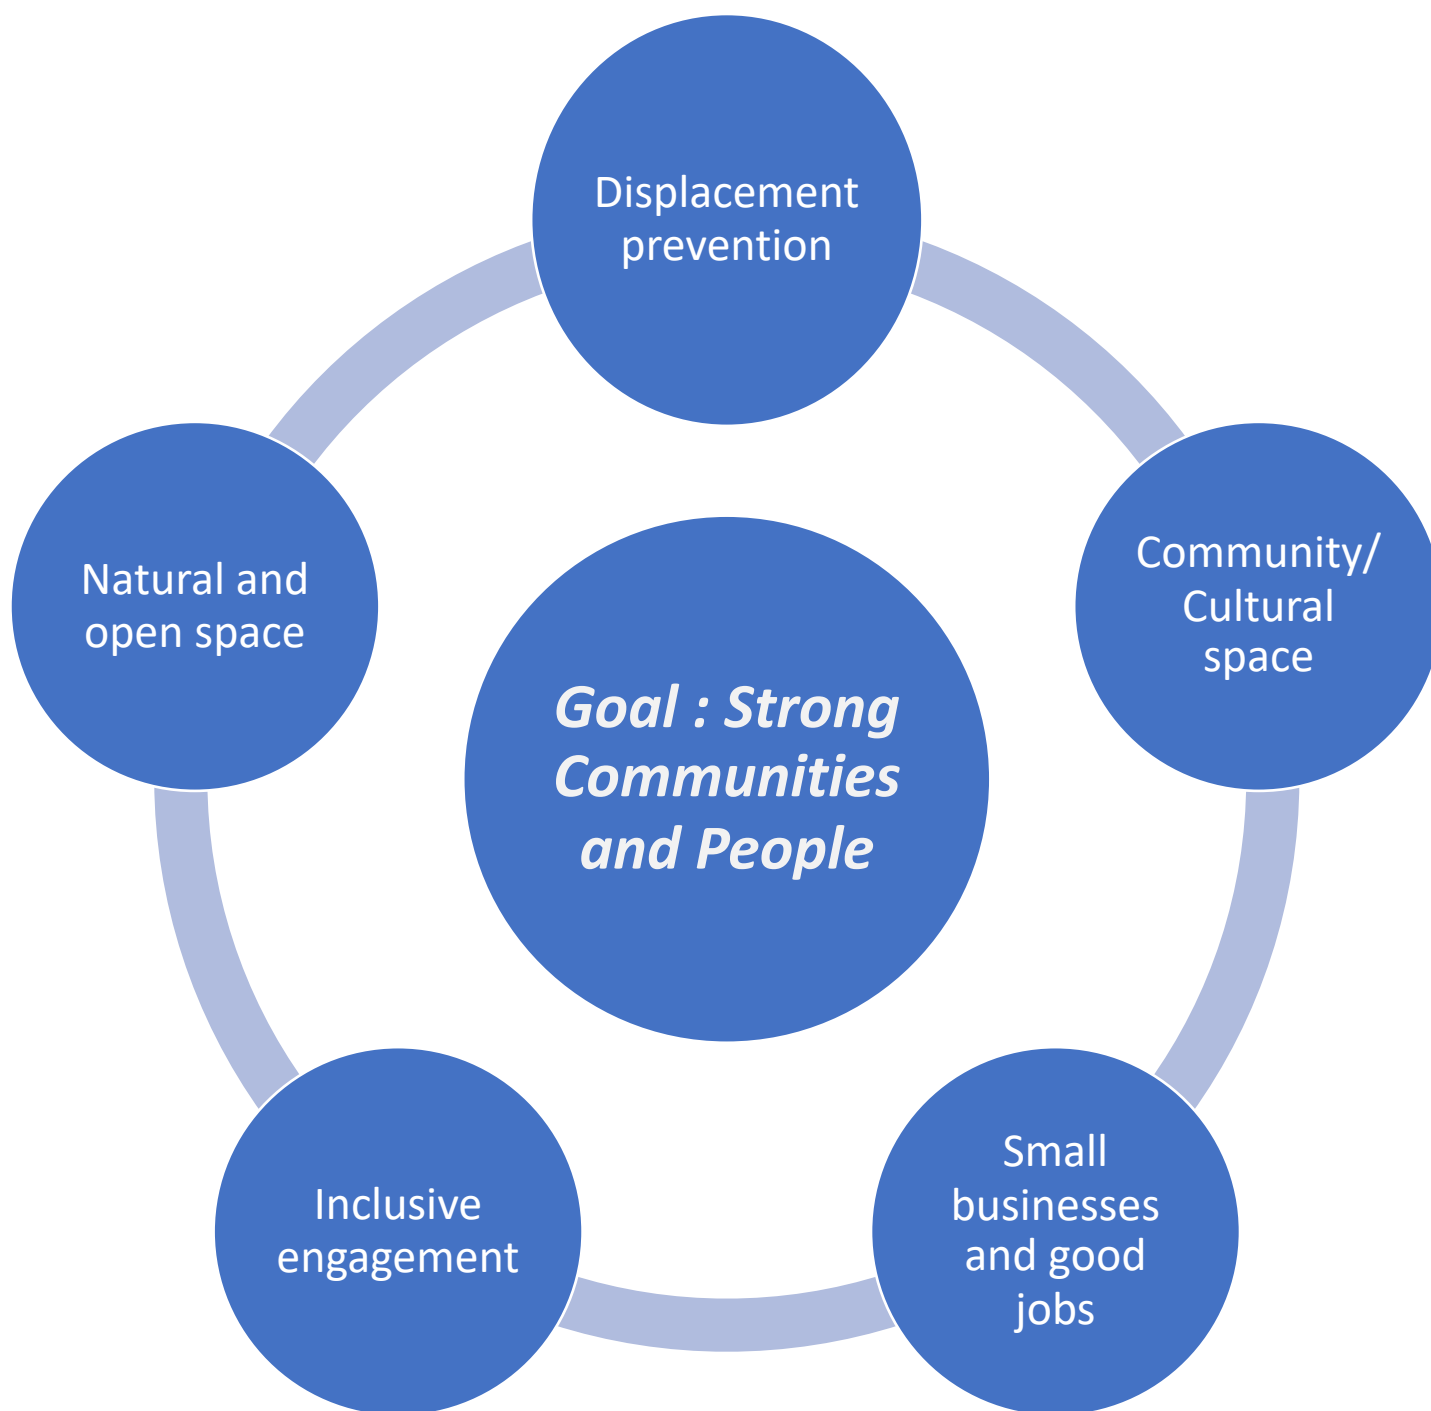 Displacement
prevention
Community/
Cultural
space
Small
businesses
and good
jobs
Inclusive
engagement
Natural and
open space
Goal : Strong
Communities
and People